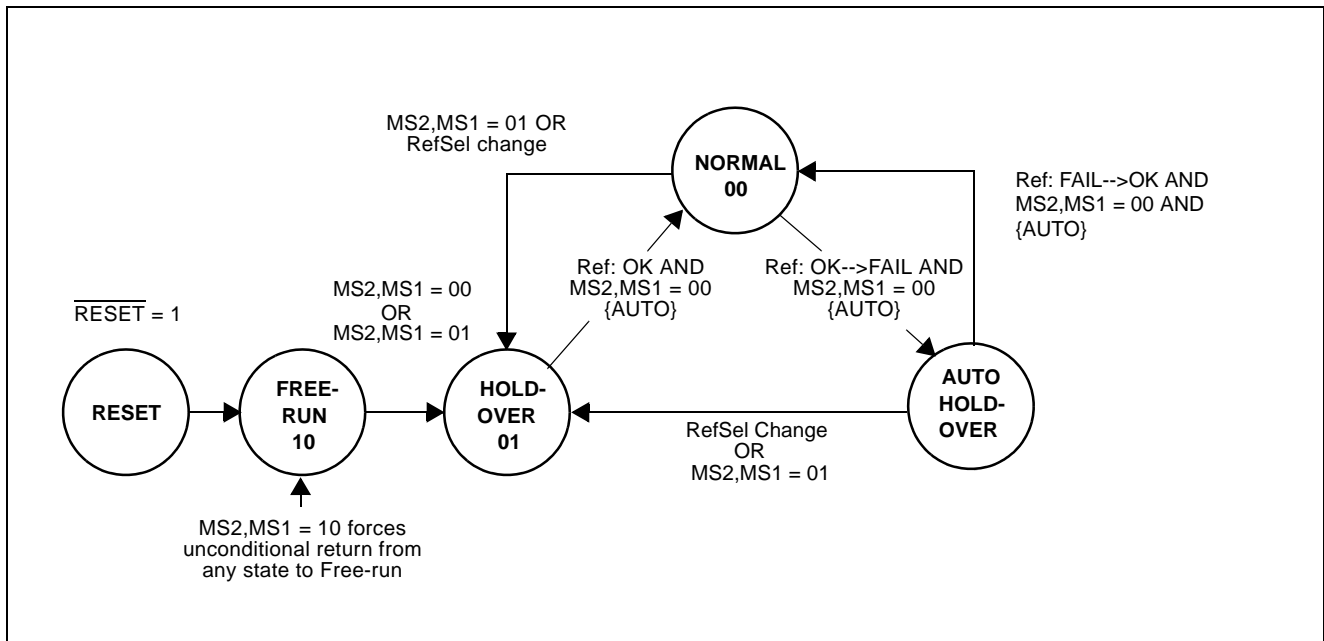 MS2,MS1 = 01 OR
RefSel change
NORMAL
00
Ref: FAIL-->OK AND
MS2,MS1 = 00 AND
{AUTO}
Ref: OK AND
MS2,MS1 = 00
{AUTO}
Ref: OK-->FAIL AND
MS2,MS1 = 00
{AUTO}
MS2,MS1 = 00
OR
MS2,MS1 = 01
RESET = 1
RESET
FREE-
RUN
10
HOLD-
OVER
01
AUTO
HOLD-
OVER
RefSel Change
OR
MS2,MS1 = 01
MS2,MS1 = 10 forces
unconditional return from
any state to Free-run